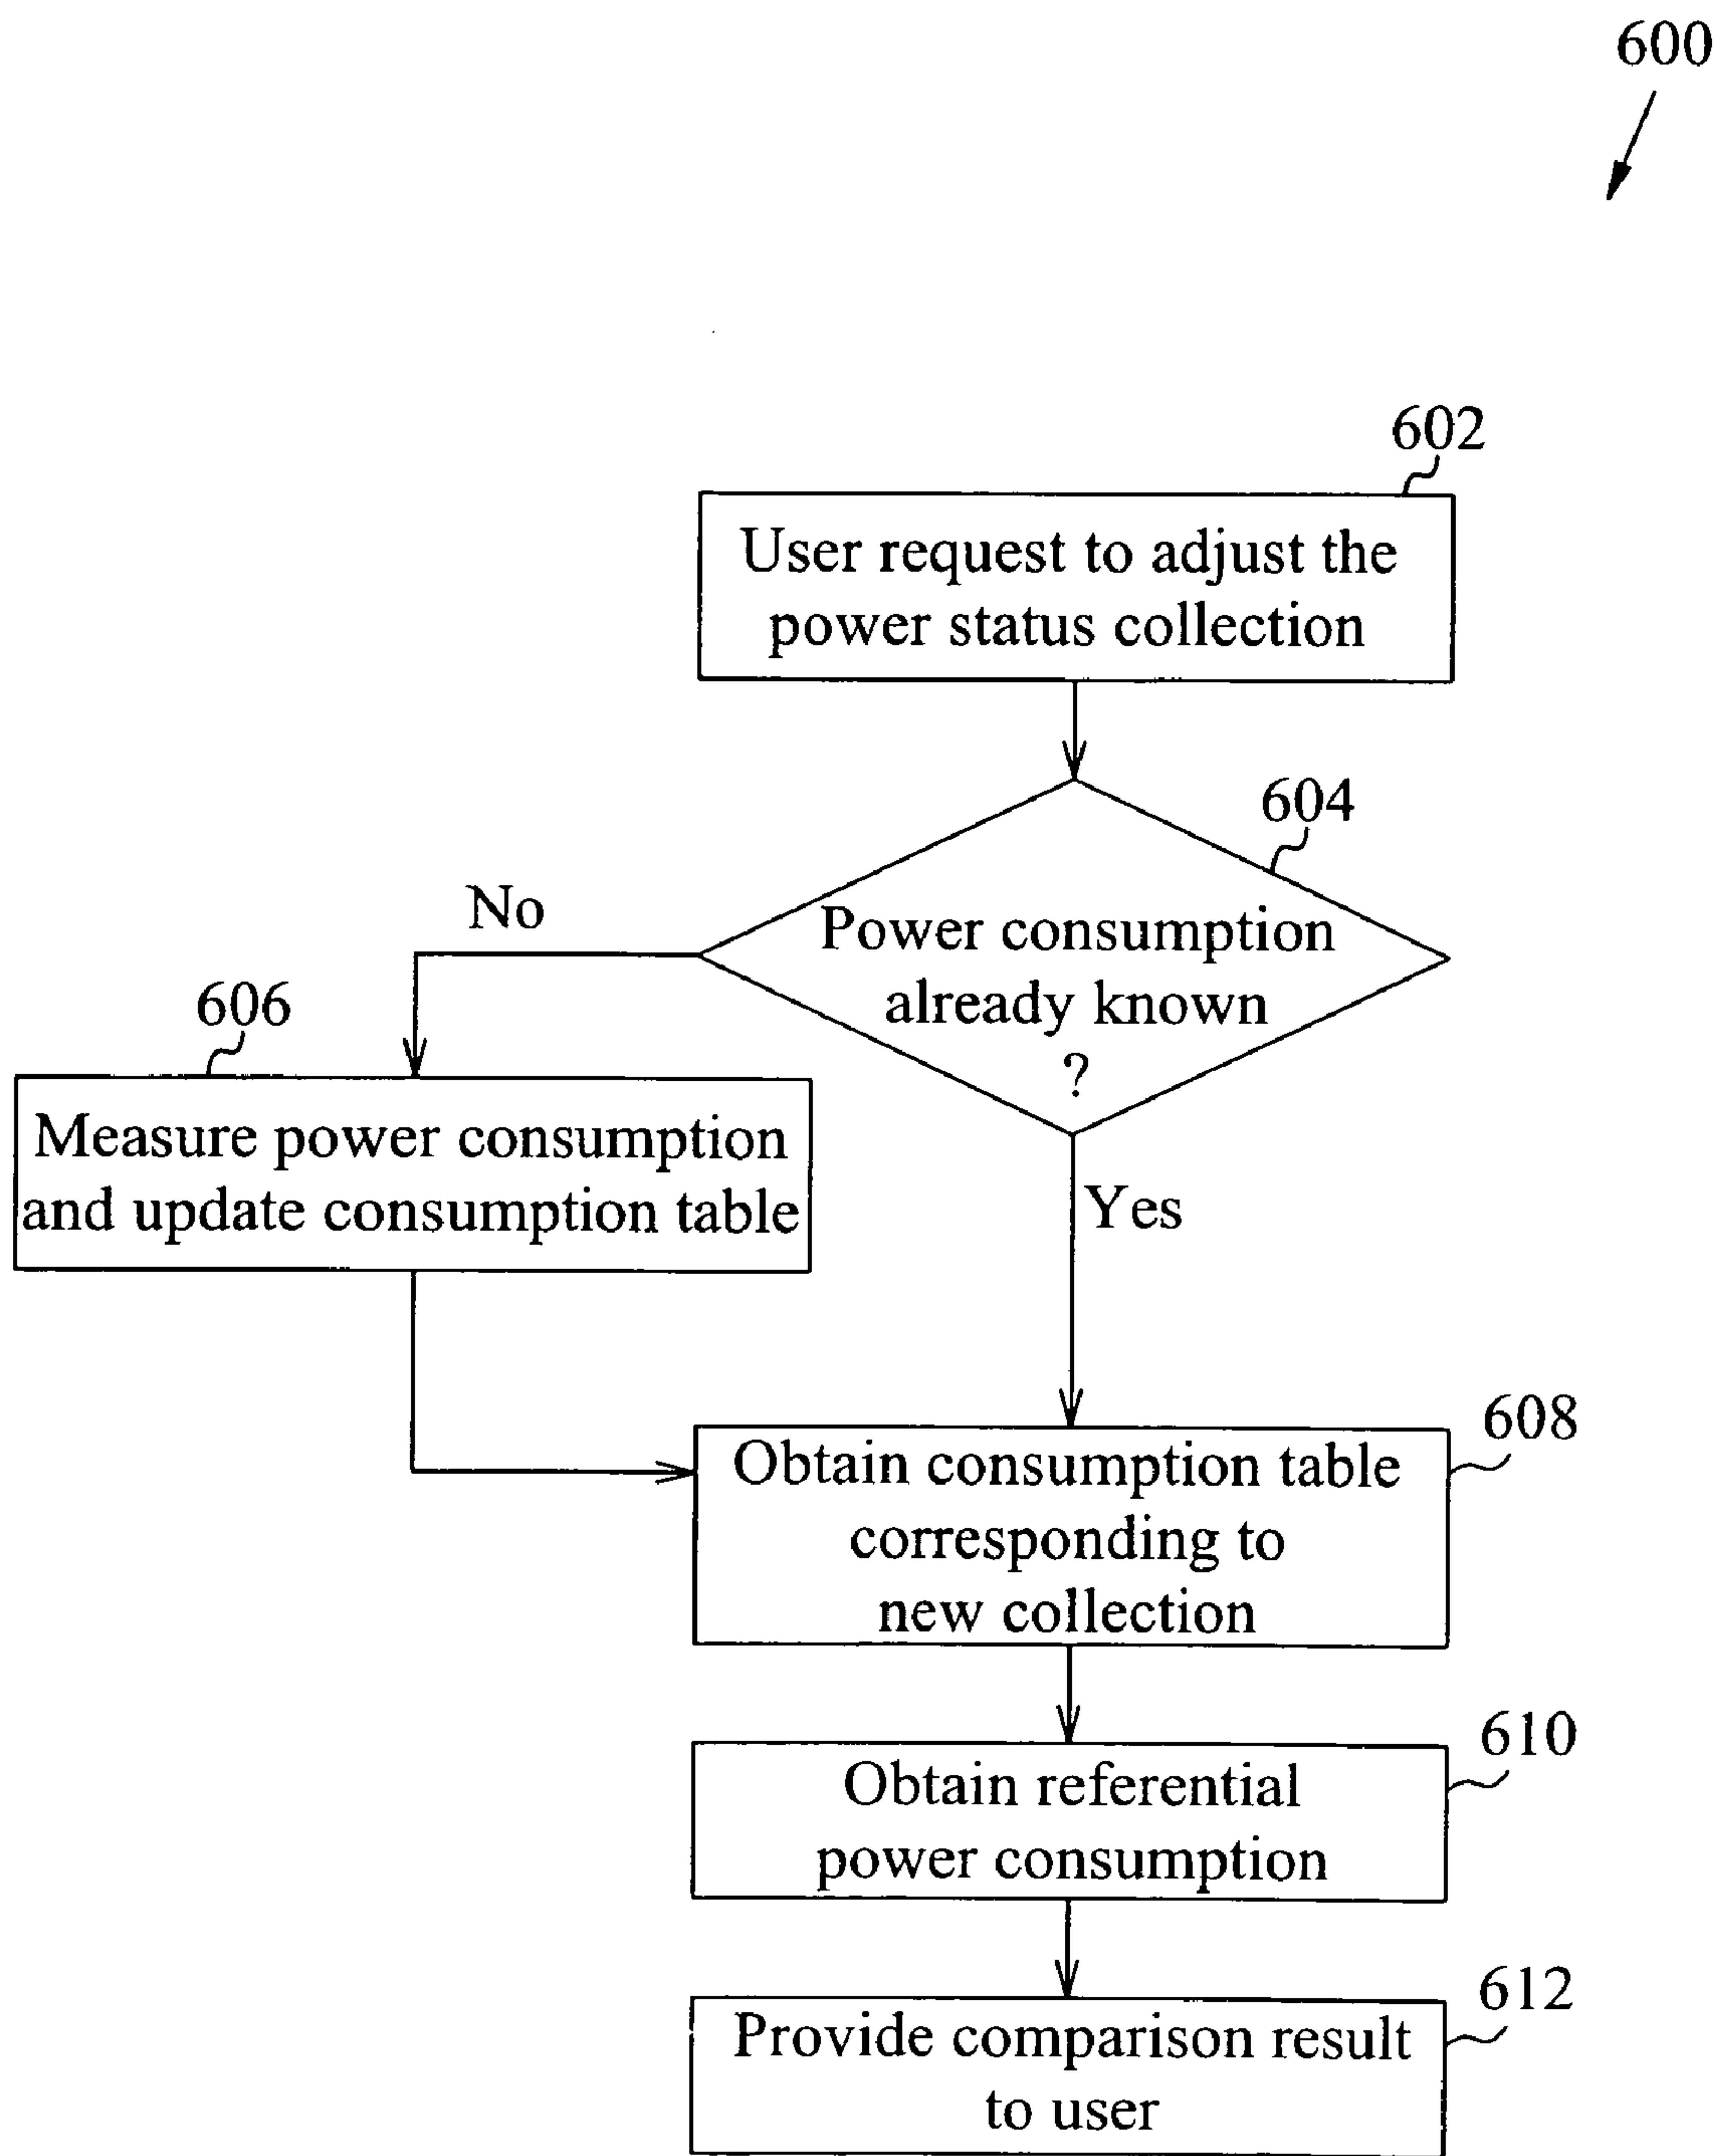 600
602
User request to adjust the
power status collection
604
No
Power consumption
already known
?
606
Measure power consumption
and update consumption table
Yes
608
Obtain consumption table
corresponding to
new collection
610
Obtain referential
power consumption
612
Provide comparison result
to user